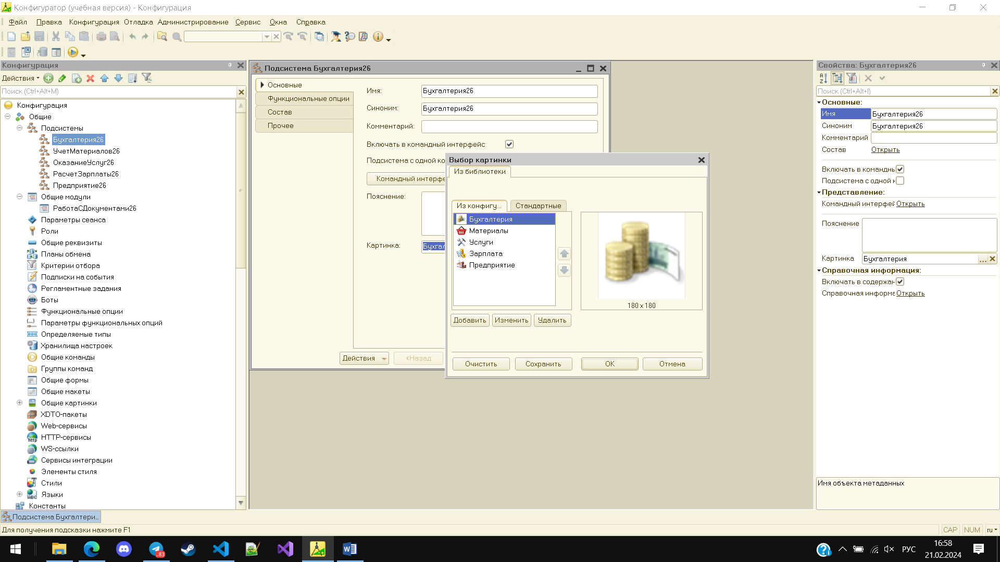 Конфигуратор (учебная версия) - Конфигурация
Файл Правка Конфигурация Отладка Администрирование Сервис Окна Справка
Конфигурация
Действия
Поиск (Ctrl+Alt+M)
Конфигурация
Общие
Подсистемы
Бухгалтерия26
УчетМатериалов26
ОказаниеУслуг26
РасчетЗарплаты26
Предприятие26
Общие модули
РаботаСДокументами26
Параметры сеанса
Роли
Общие реквизиты
Планы обмена
Критерии отбора
Подписки на события
Регламентные задания
Боты
Функциональные опции
Параметры функциональных опций
Определяемые типы
Хранилища настроек
Общие команды
Группы команд
Общие формы
Общие макеты
Общие картинки
XDTO-пакеты
Web-сервисы
HTTP-сервисы
WS-ссылки
Сервисы интеграции
Элементы стиля
Стили
Языки
Константы
Подсистема Бухгалтерия26
Основные
Функциональные опции
Состав
Прочее
Имя: Бухгалтерия26
Синоним: Бухгалтерия26
Комментарий:
Включать в командный интерфейс
Подсистема с одной ко
Командный интерфе
Пояснение:
Картинка: Бухгал
Действия <Назад
Выбор картинки
Из библиотеки
Из конфигу... Стандартные
Бухгалтерия
Материалы
Услуги
Зарплата
Предприятие
180 x 180
Добавить Изменить Удалить
Очистить Сохранить OK Отмена
Свойства: Бухгалтерия26
Поиск (Ctrl+Alt+I)
Основные:
Имя Бухгалтерия26
Синоним Бухгалтерия26
Комментарий
Состав Открыть
Включать в командны
Подсистема с одной к
Представление:
Командный интерфей Открыть
Пояснение
Картинка Бухгалтерия ...
Справочная информация:
Включать в содержан
Справочная информа Открыть
Имя объекта метаданных
Подсистема Бухгалтери...
Для получения подсказки нажмите F1
CAP NUM ru
83
РУС
16:58
21.02.2024